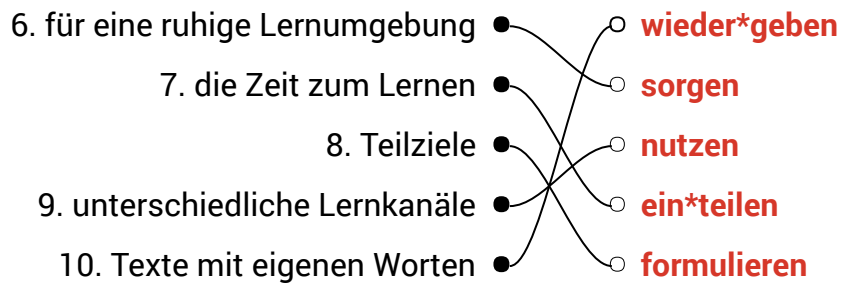 6. für eine ruhige Lernumgebung wieder*geben
7. die Zeit zum Lernen sorgen
8. Teilziele nutzen
9. unterschiedliche Lernkanäle ein*teilen
10. Texte mit eigenen Worten formulieren